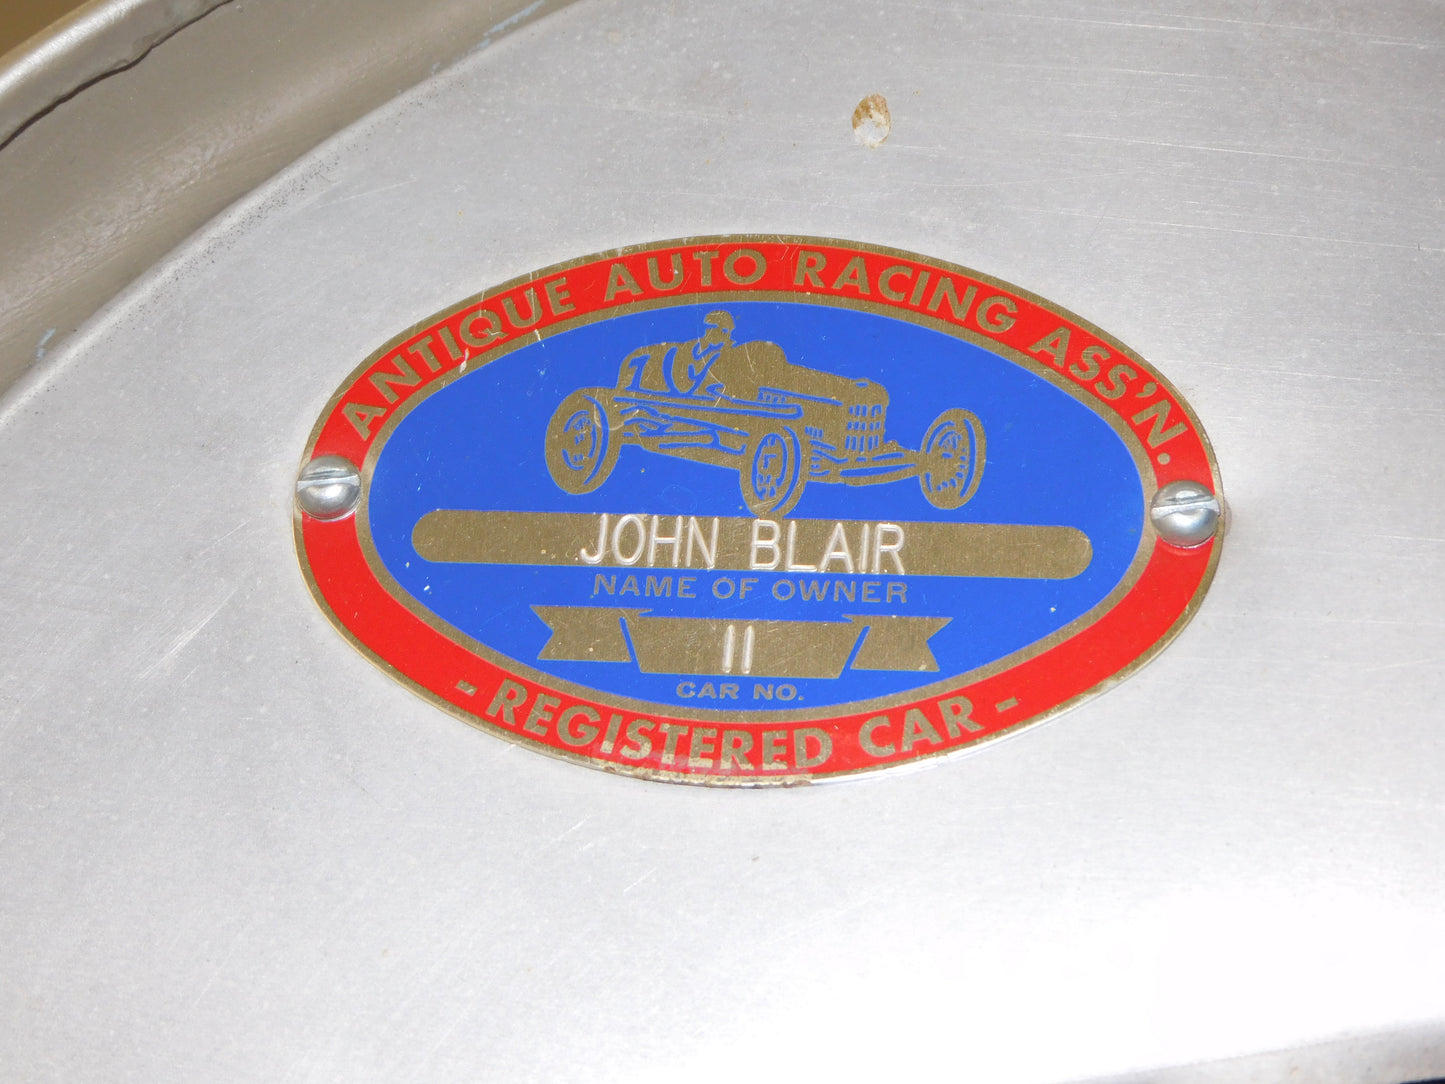 ANTIQUE AUTO RACING ASS'N.
JOHN BLAIR
NAME OF OWNER
11
CAR NO.
- REGISTERED CAR -